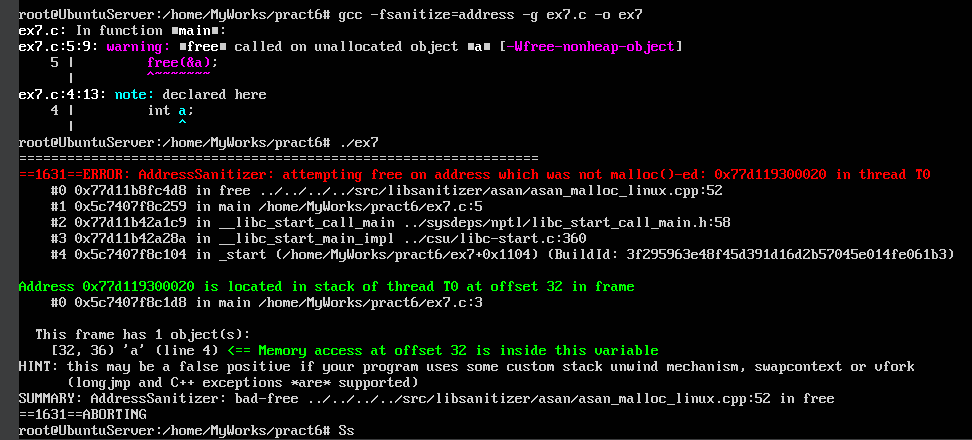 root@UbuntuServer:/home/MyWorks/pract6# gcc -fsanitize=address -g ex7.c -o ex7
ex7.c: In function ■main■:
ex7.c:5:9: warning: ■free■ called on unallocated object ■a■ [-Wfree-nonheap-object]
5 | free(&a);
| ^~~~~~~~
ex7.c:4:13: note: declared here
4 | int a;
| ^
root@UbuntuServer:/home/MyWorks/pract6# ./ex7
=================================================================
==1631==ERROR: AddressSanitizer: attempting free on address which was not malloc()-ed: 0x77d119300020 in thread T0
#0 0x77d11b8fc4d8 in free ../../../../src/libsanitizer/asan/asan_malloc_linux.cpp:52
#1 0x5c7407f8c259 in main /home/MyWorks/pract6/ex7.c:5
#2 0x77d11b42a1c9 in __libc_start_call_main ../sysdeps/nptl/libc_start_call_main.h:58
#3 0x77d11b42a28a in __libc_start_main_impl ../csu/libc-start.c:360
#4 0x5c7407f8c104 in _start (/home/MyWorks/pract6/ex7+0x1104) (BuildId: 3f295963e48f45d391d16d2b57045e014fe061b3)
Address 0x77d119300020 is located in stack of thread T0 at offset 32 in frame
#0 0x5c7407f8c1d8 in main /home/MyWorks/pract6/ex7.c:3
This frame has 1 object(s):
[32, 36) 'a' (line 4) <== Memory access at offset 32 is inside this variable
HINT: this may be a false positive if your program uses some custom stack unwind mechanism, swapcontext or vfork
(longjmp and C++ exceptions *are* supported)
SUMMARY: AddressSanitizer: bad-free ../../../../src/libsanitizer/asan/asan_malloc_linux.cpp:52 in free
==1631==ABORTING
root@UbuntuServer:/home/MyWorks/pract6# Ss